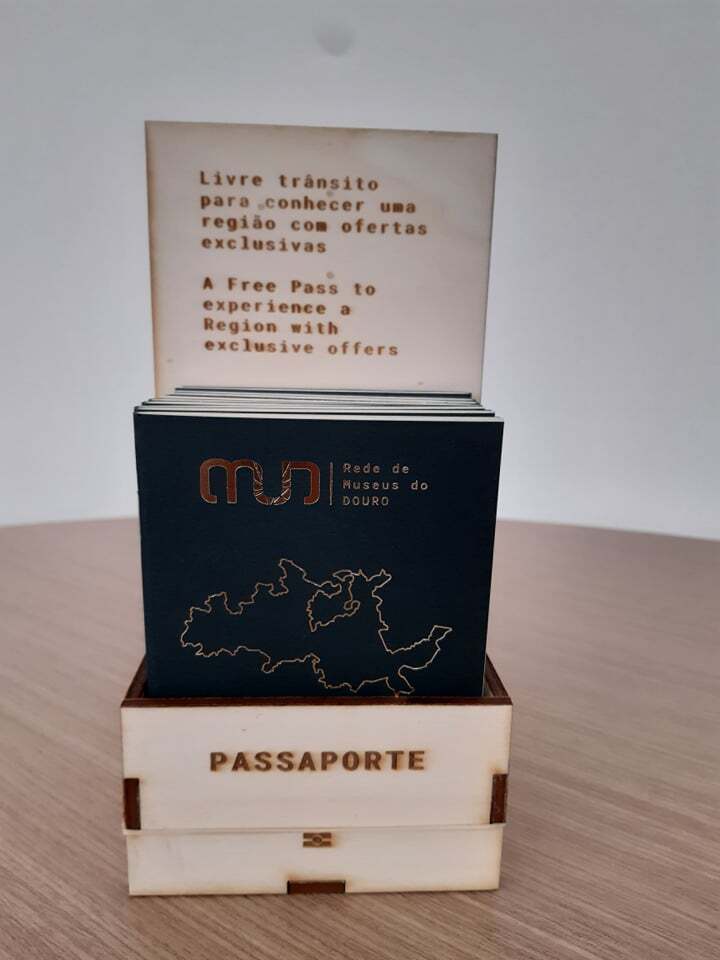 Livre trânsito
para conhecer uma
região com ofertas
exclusivas
A Free Pass to
experience a
Region with
exclusive offers
MUD
Rede de
Museus do
DOURO
PASSAPORTE